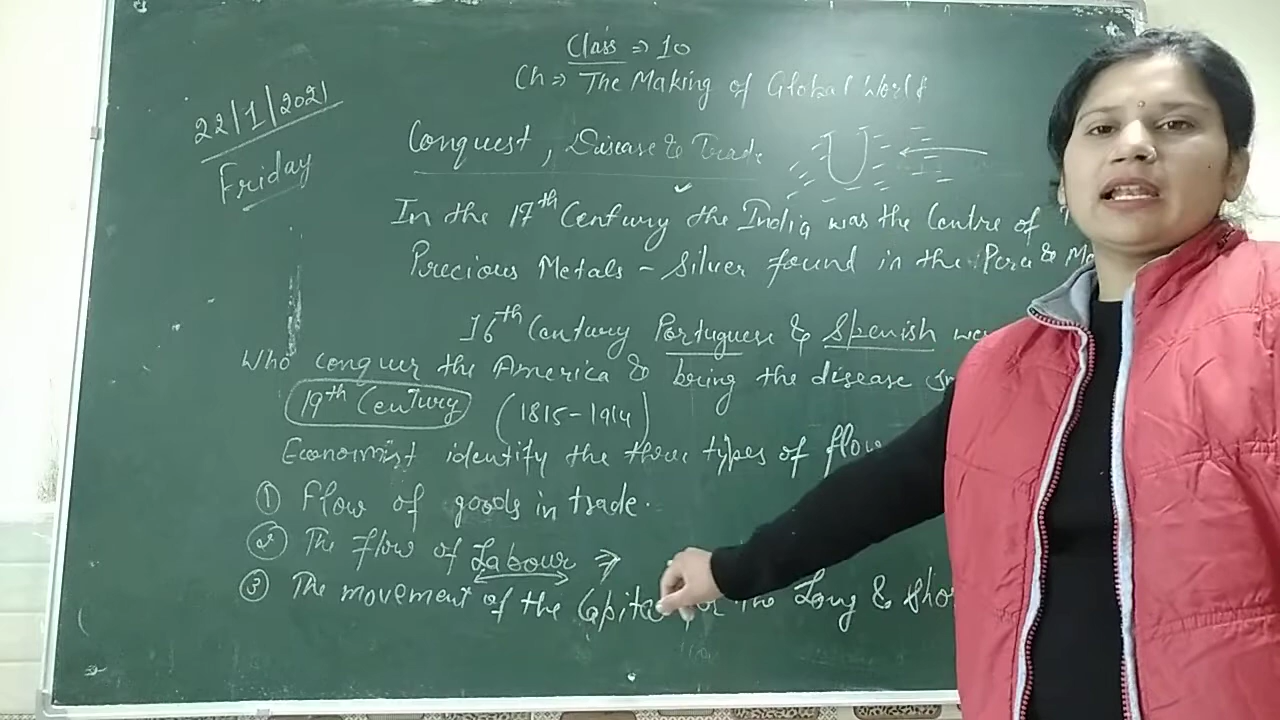 Class ⇒ 10
Ch ⇒ The Making of Global World
22/1/2021
Friday
Conquest, Disease & Trade
In the 17th Century the India was the Centre of
Precious Metals - Silver found in the Peru &
16th Century Portuguese & Spenish
Who conquer the America & bring the disease
19th Century (1815-1914)
Economist identify the three types of flow
① Flow of goods in trade.
② The flow of Labour ⇒
③ The movement of the Capital for the Long &